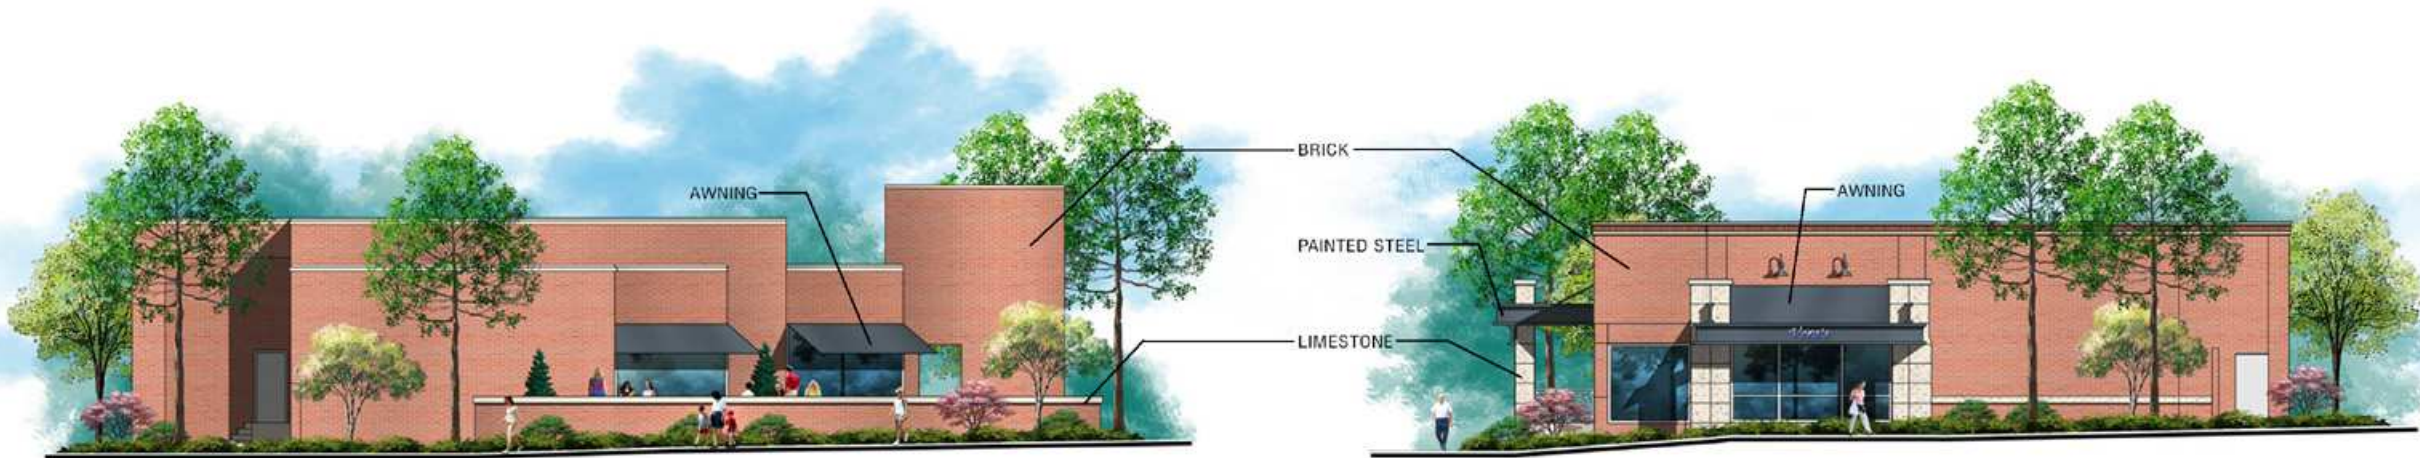 BRICK
AWNING
AWNING
PAINTED STEEL
LIMESTONE